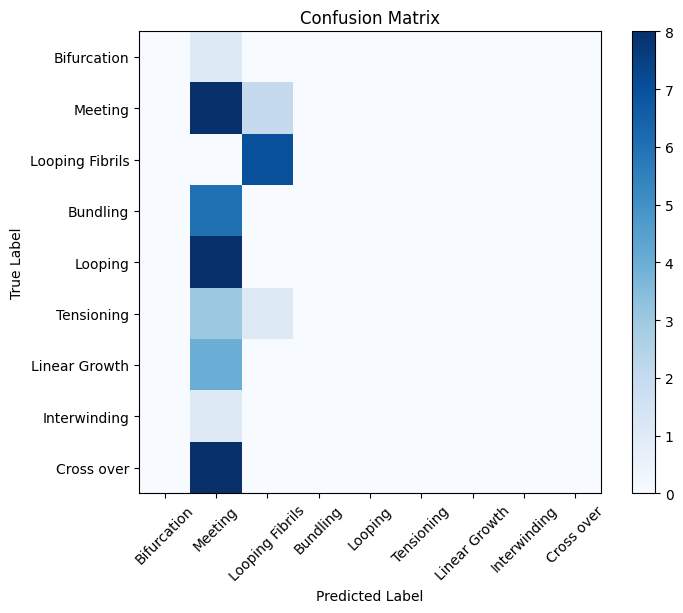 Confusion Matrix
True Label
Bifurcation
Meeting
Looping Fibrils
Bundling
Looping
Tensioning
Linear Growth
Interwinding
Cross over
Bifurcation
Meeting
Looping Fibrils
Bundling
Looping
Tensioning
Linear Growth
Interwinding
Cross over
Predicted Label
8
7
6
5
4
3
2
1
0